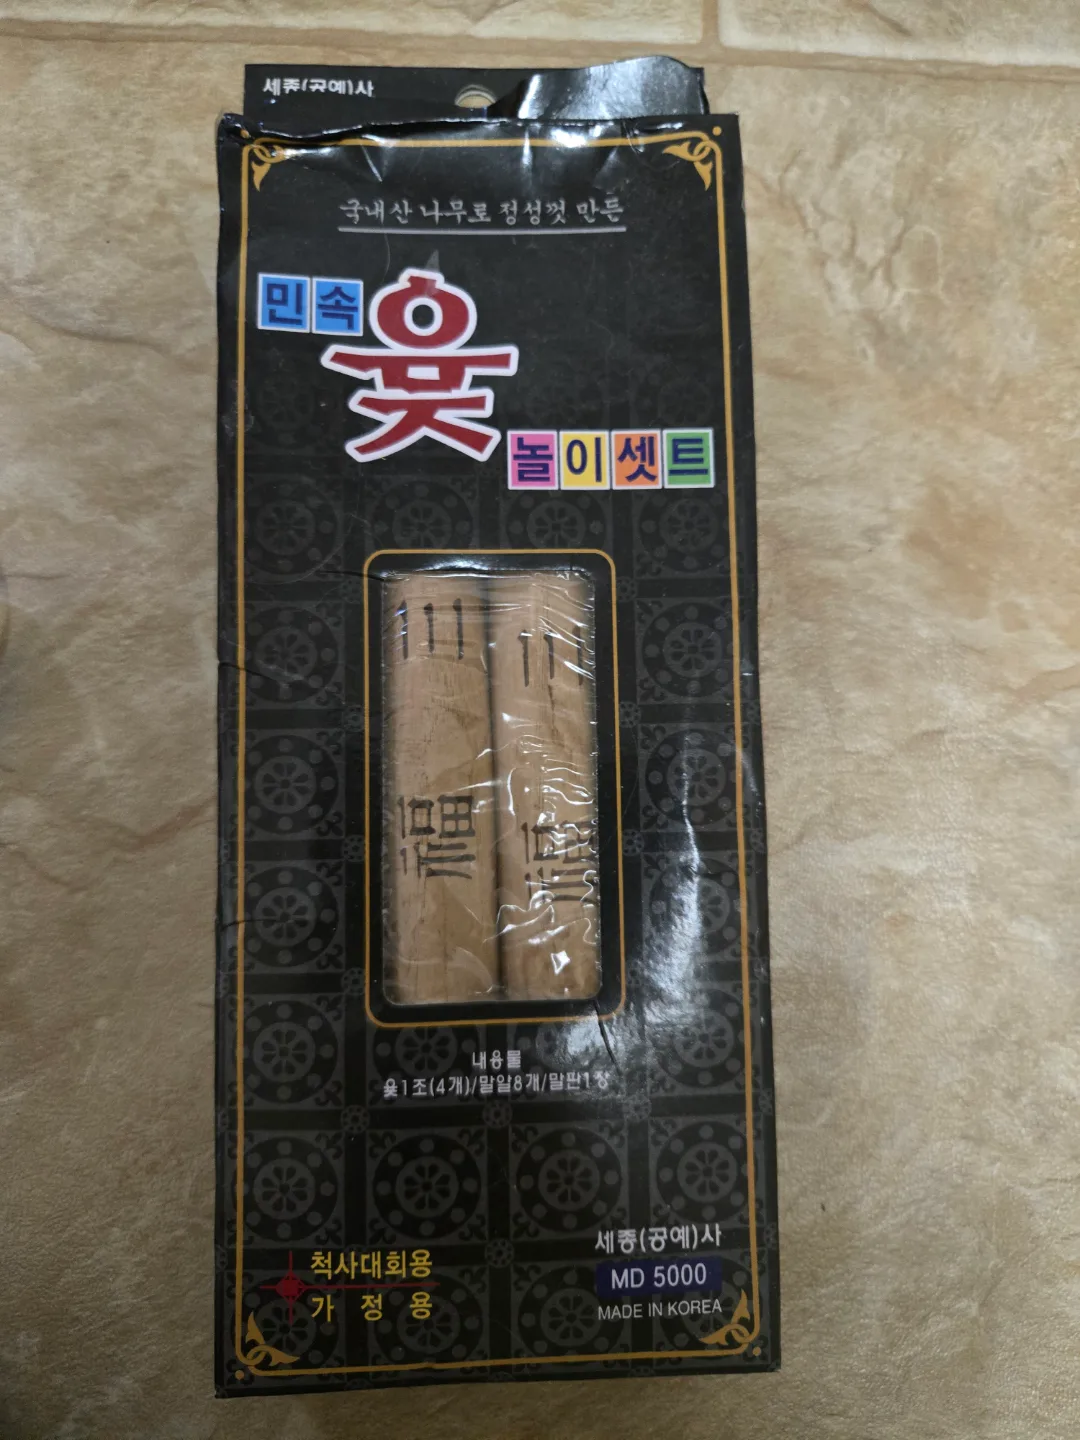 세종(공예)사
국내산 나무로 정성껏 만든
민속
윷
놀이셋트
福 福
내용물
윷1조(4개)/말알8개/말판1장
척사대회용
가 정 용
세종(공예)사
MD 5000
MADE IN KOREA